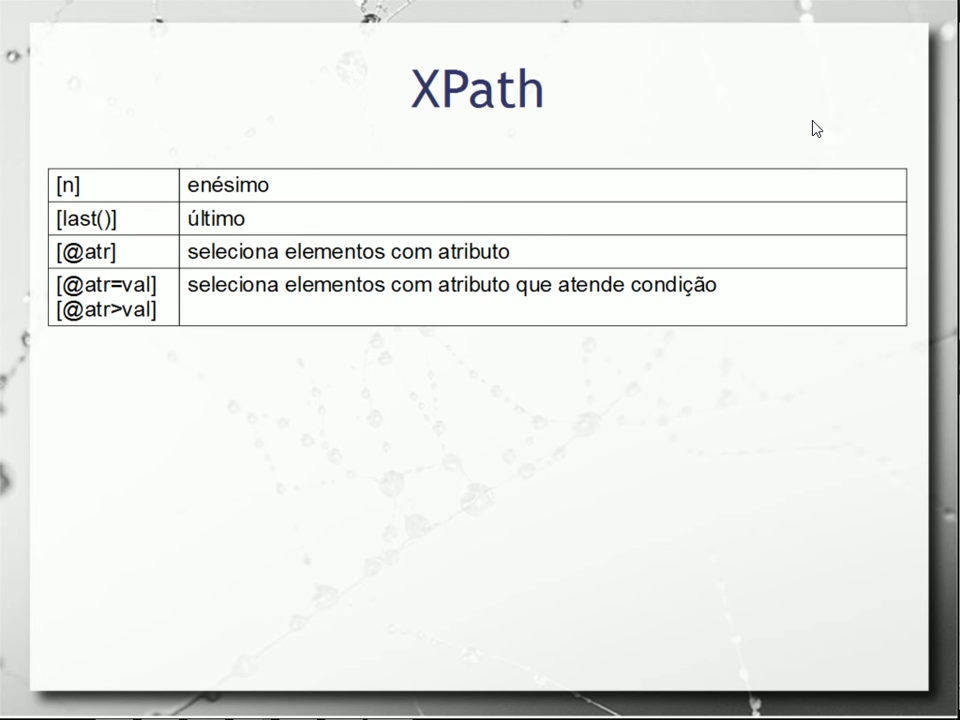 XPath
[n] enésimo
[last()] último
[@atr] seleciona elementos com atributo
[@atr=val] seleciona elementos com atributo que atende condição
[@atr>val]